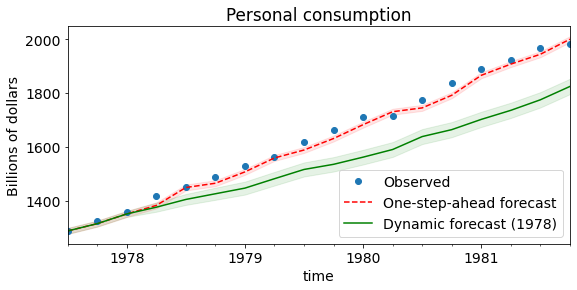 Personal consumption
Billions of dollars
2000
1800
1600
1400
Observed
One-step-ahead forecast
Dynamic forecast (1978)
1978
1979
1980
1981
time